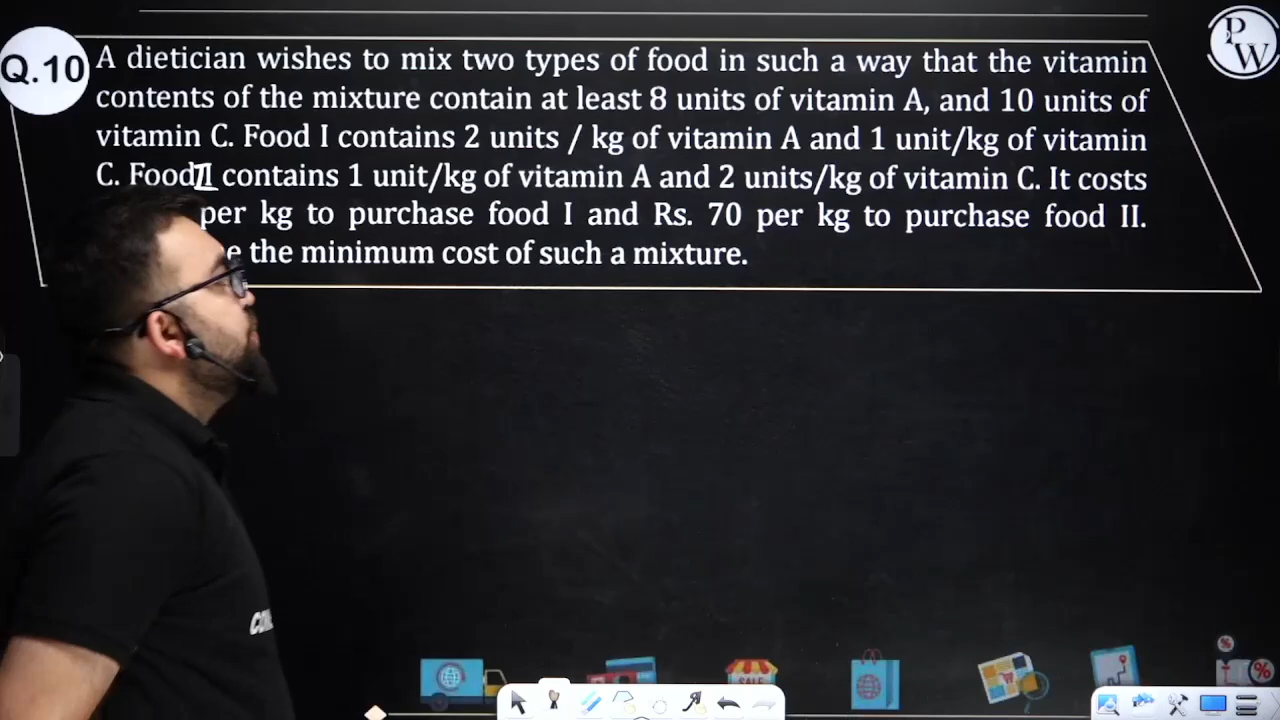 Q.10
A dietician wishes to mix two types of food in such a way that the vitamin
contents of the mixture contain at least 8 units of vitamin A, and 10 units of
vitamin C. Food I contains 2 units / kg of vitamin A and 1 unit/kg of vitamin
C. Food II contains 1 unit/kg of vitamin A and 2 units/kg of vitamin C. It costs
per kg to purchase food I and Rs. 70 per kg to purchase food II.
the minimum cost of such a mixture.
PW
SALE
%
%